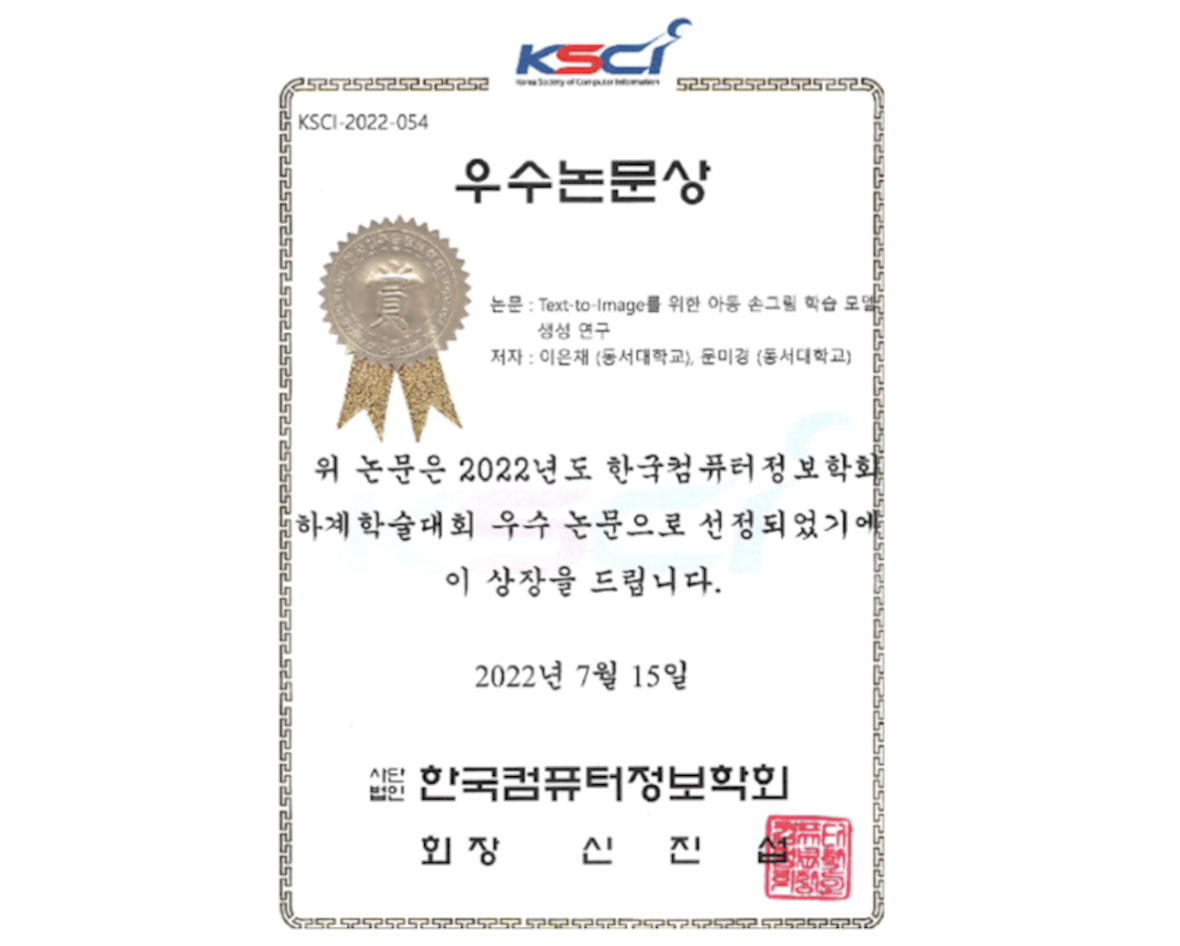 KSCI
Korea Society of Computer Information
KSCI-2022-054
우수논문상
賞
논문 : Text-to-Image를 위한 아동 손그림 학습 모델
생성 연구
저자 : 이은채 (동서대학교), 문미경 (동서대학고)
위 논문은 2022년도 한국컴퓨터정보학회
하계학술대회 우수 논문으로 선정되었기에
이 상장을 드립니다.
2022년 7월 15일
사단
법인 한국컴퓨터정보학회
회장 신 진 섭